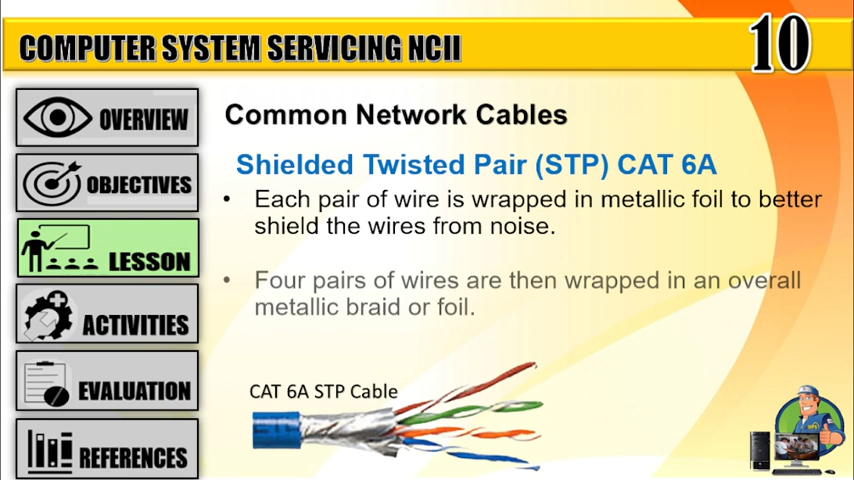 COMPUTER SYSTEM SERVICING NCII
10
OVERVIEW
OBJECTIVES
LESSON
ACTIVITIES
EVALUATION
REFERENCES
Common Network Cables
Shielded Twisted Pair (STP) CAT 6A
• Each pair of wire is wrapped in metallic foil to better
shield the wires from noise.
• Four pairs of wires are then wrapped in an overall
metallic braid or foil.
CAT 6A STP Cable